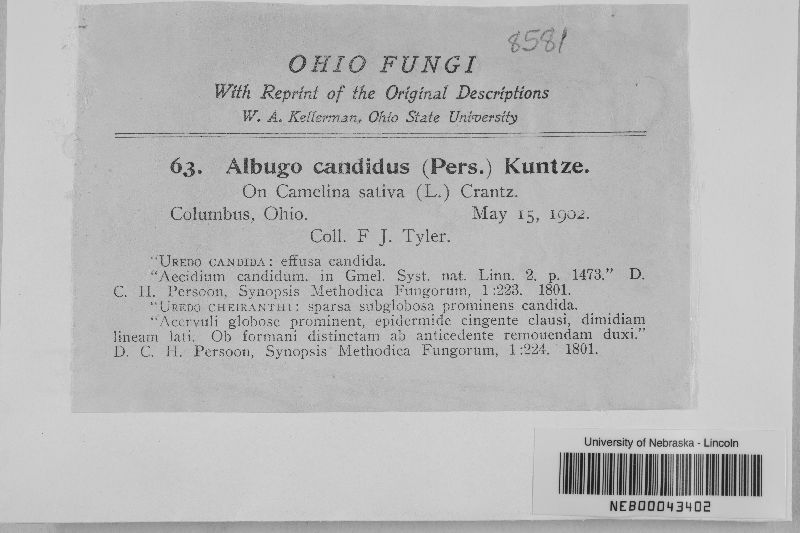 8581
OHIO FUNGI
With Reprint of the Original Descriptions
W. A. Kellerman, Ohio State University
63. Albugo candidus (Pers.) Kuntze.
On Camelina sativa (L.) Crantz.
Columbus, Ohio. May 15, 1902.
Coll. F J. Tyler.
"UREDO CANDIDA: effusa candida.
"Aecidium candidum. in Gmel. Syst. nat. Linn. 2. p. 1473." D.
C. H. Persoon, Synopsis Methodica Fungorum, 1:223. 1801.
"UREDO CHEIRANTHI: sparsa subglobosa prominens candida.
"Acervuli globose prominent, epidermide cingente clausi, dimidiam
lineam lati. Ob formani distinctam ab anticedente remouendam duxi."
D. C. H. Persoon, Synopsis Methodica Fungorum, 1:224. 1801.
University of Nebraska - Lincoln
NEB00043402